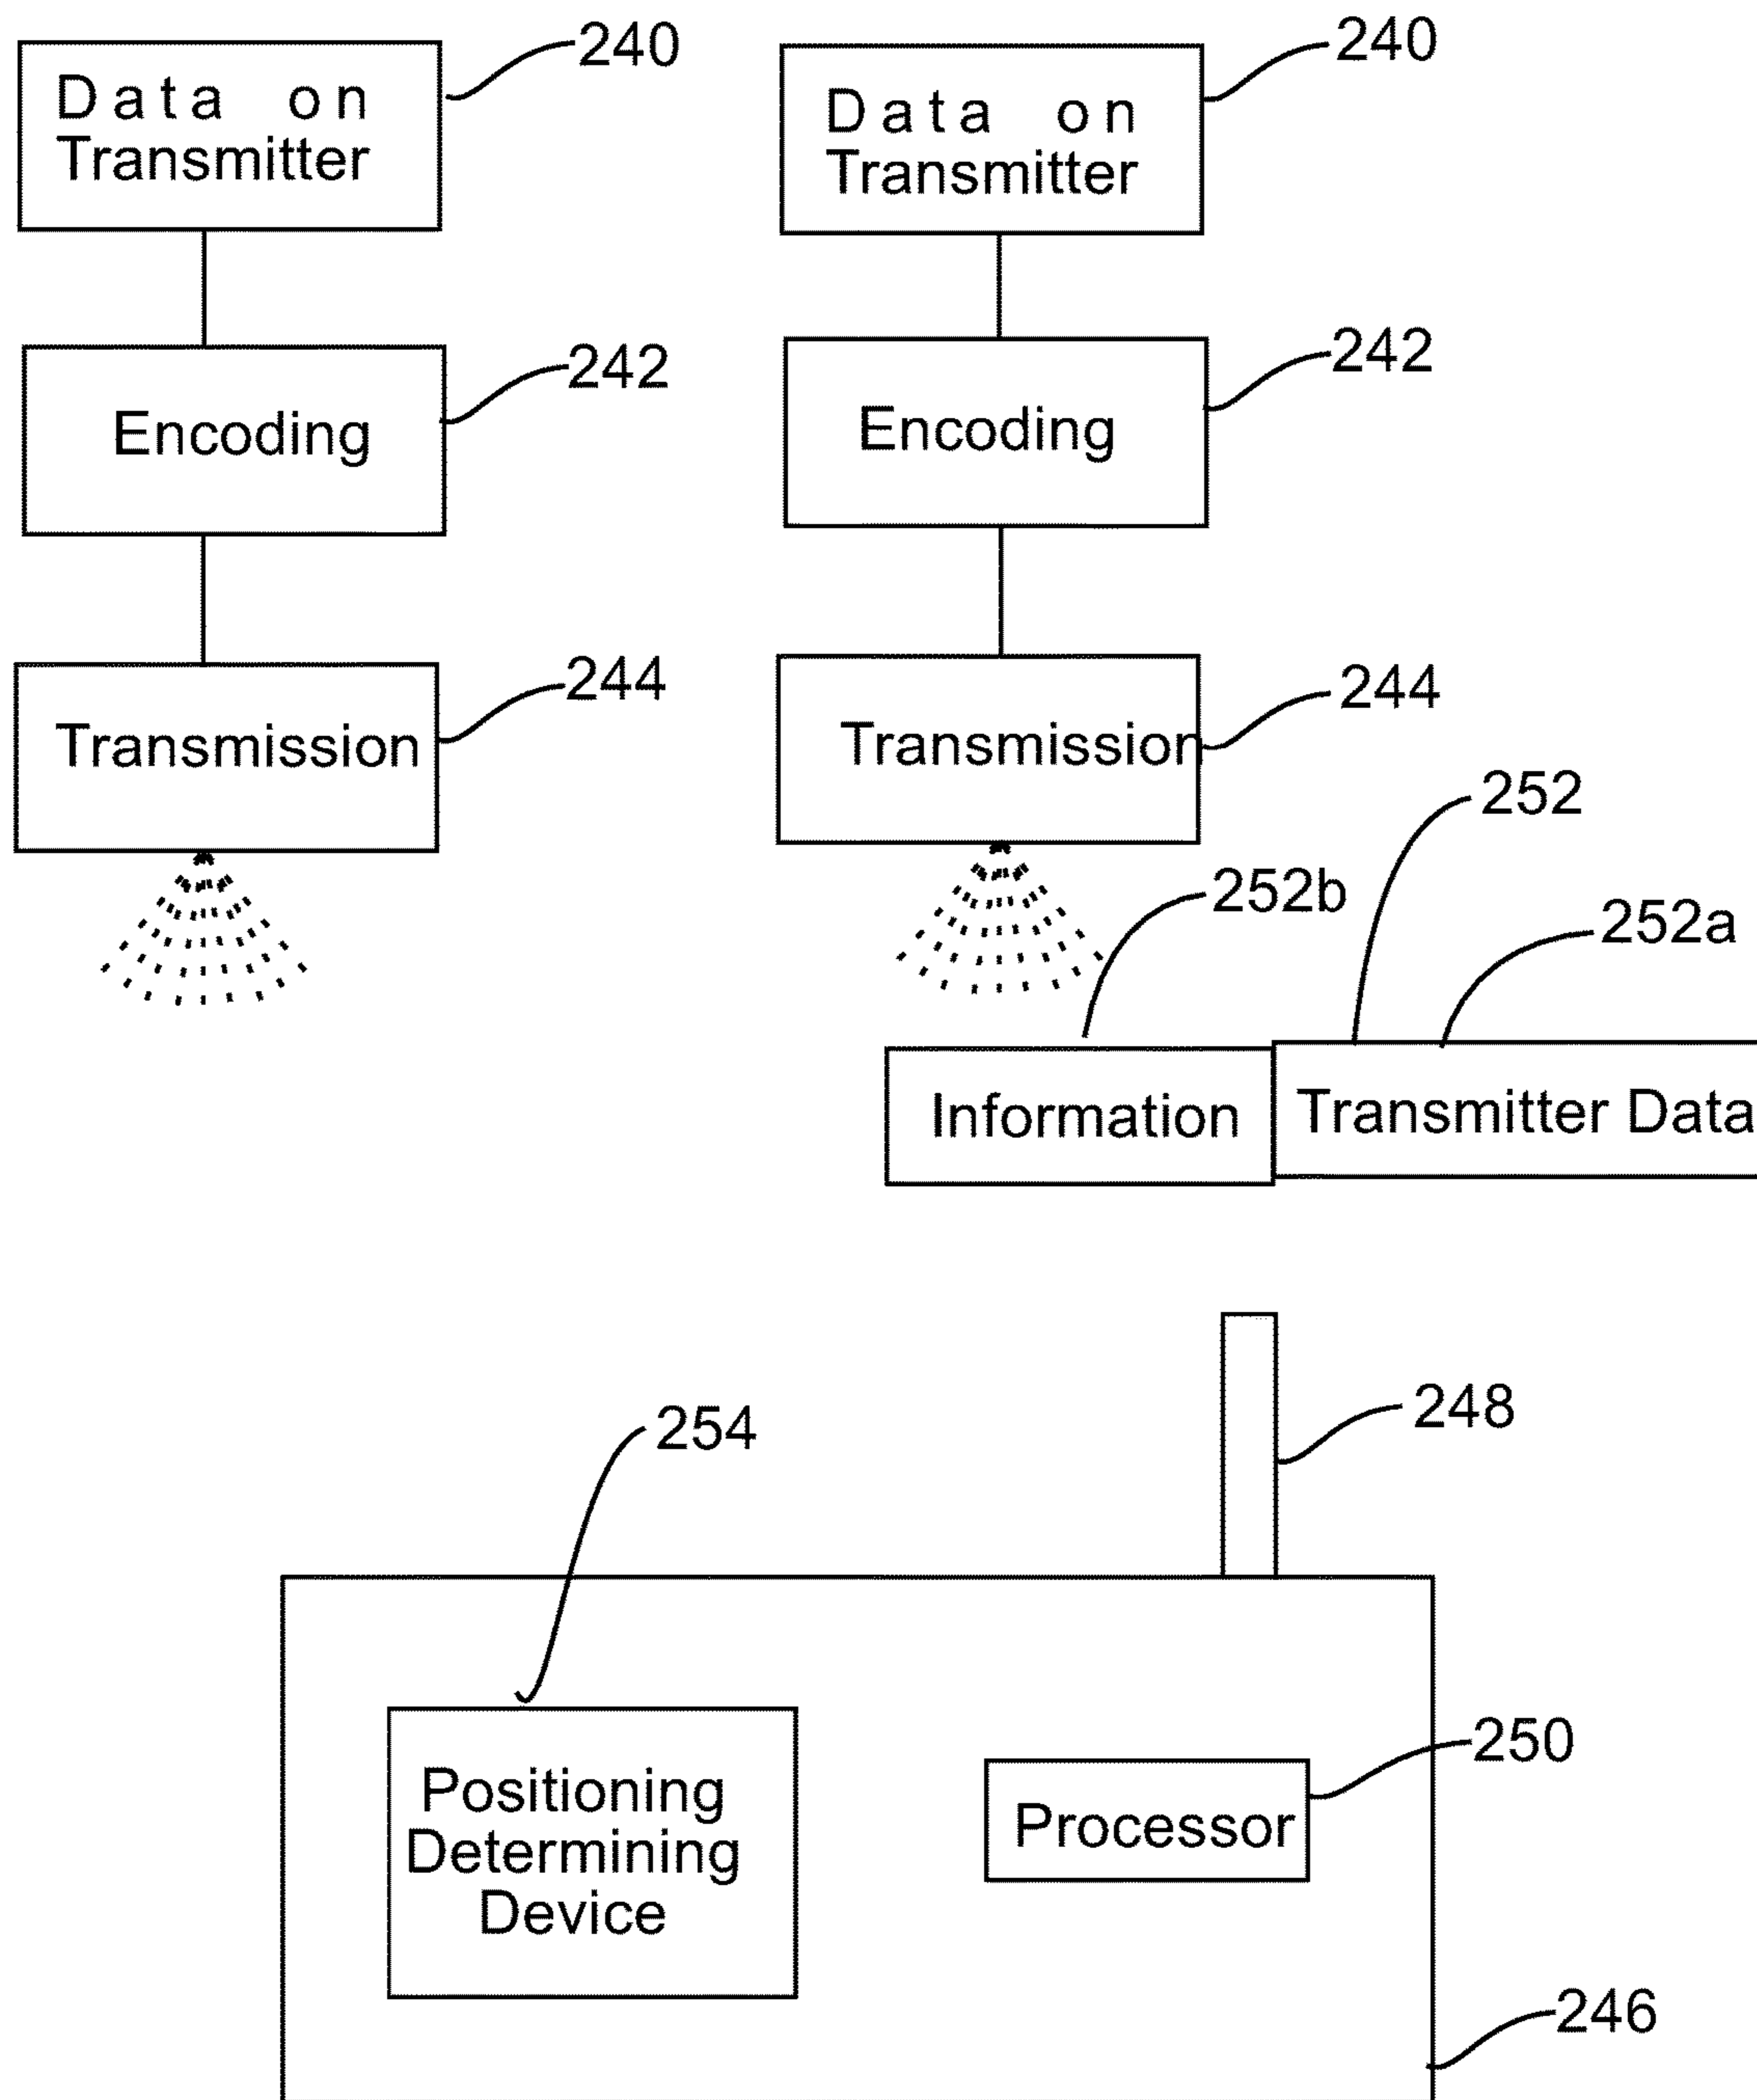 240
Data on
Transmitter
240
Data on
Transmitter
242
Encoding
242
Encoding
244
Transmission
244
Transmission
252
252b
252a
Information
Transmitter Data
248
254
250
Positioning
Determining
Device
Processor
246